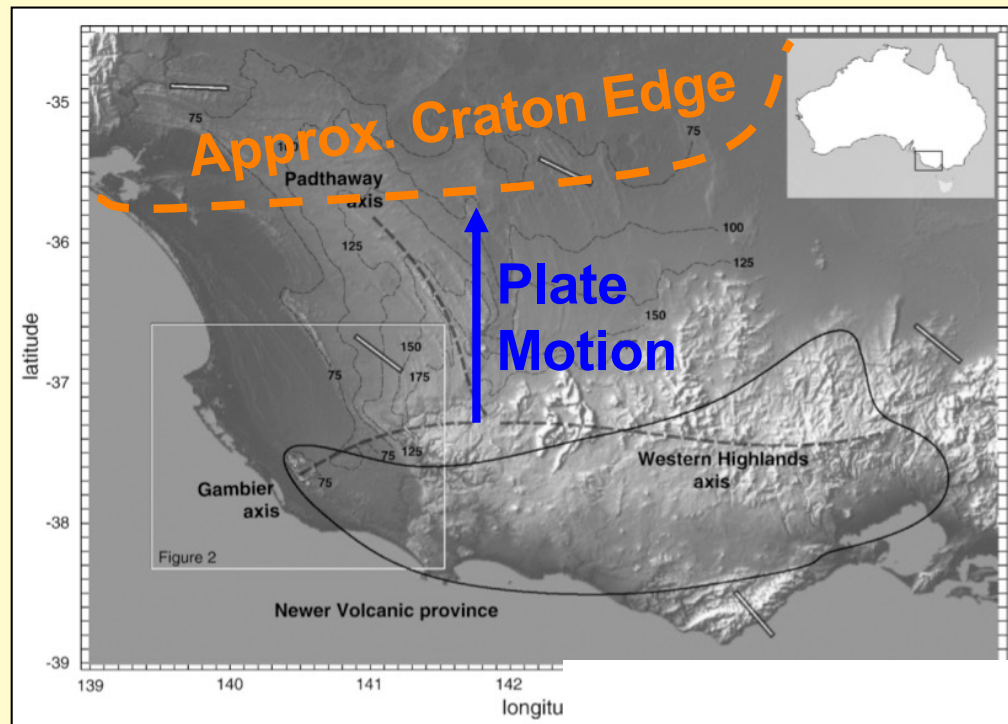 -35
-36
-37
-38
-39
latitude
139
140
141
142
Approx. Craton Edge
75
100
75
Padthaway
axis
125
100
125
150
Plate
Motion
150
175
75
75
125
75
Gambier
axis
Western Highlands
axis
Figure 2
Newer Volcanic province